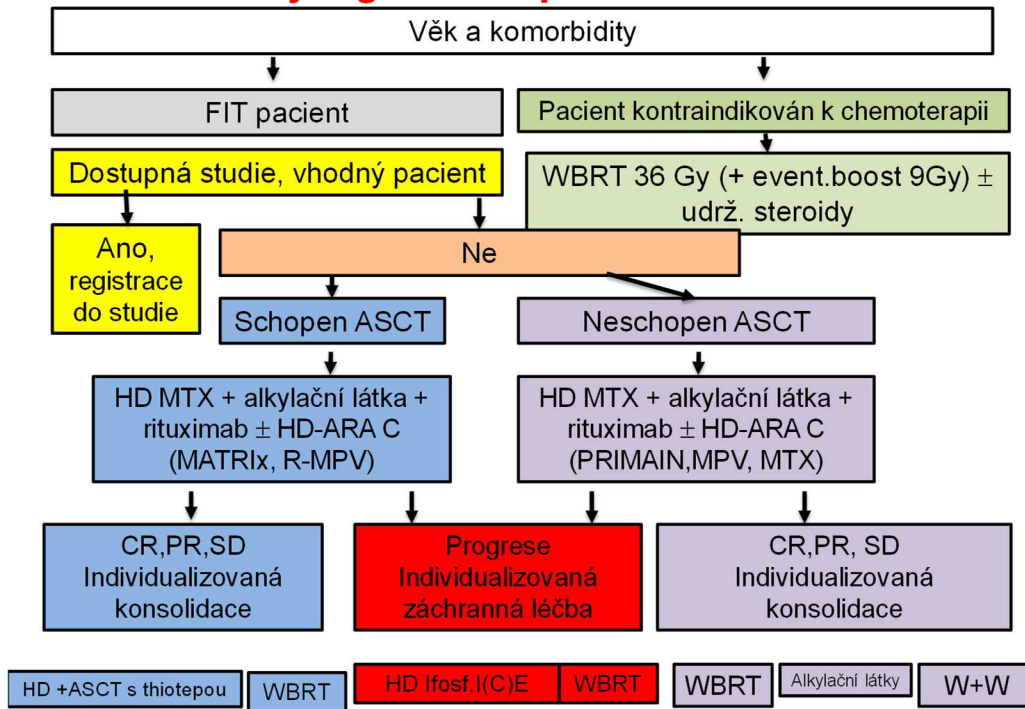 Věk a komorbidity
FIT pacient
Pacient kontraindikován k chemoterapii
Dostupná studie, vhodný pacient
WBRT 36 Gy (+ event.boost 9Gy) ±
udrž. steroidy
Ano,
registrace
do studie
Ne
Schopen ASCT
Neschopen ASCT
HD MTX + alkylační látka +
rituximab ± HD-ARA C
(MATRIx, R-MPV)
HD MTX + alkylační látka +
rituximab ± HD-ARA C
(PRIMAIN,MPV, MTX)
CR,PR,SD
Individualizovaná
konsolidace
Progrese
Individualizovaná
záchranná léčba
CR,PR, SD
Individualizovaná
konsolidace
HD +ASCT s thiotepou
WBRT
HD Ifosf.I(C)E
WBRT
WBRT
Alkylační látky
W+W